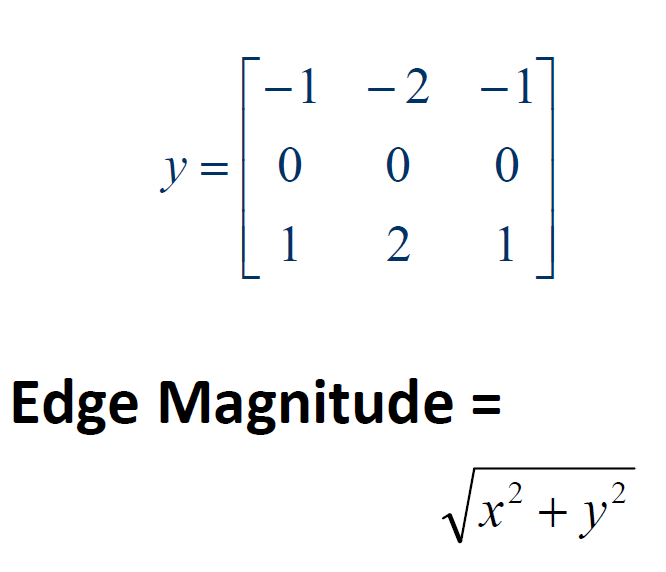 −1 −2 −1
y = 0 0 0
1 2 1
Edge Magnitude =
√x² + y²